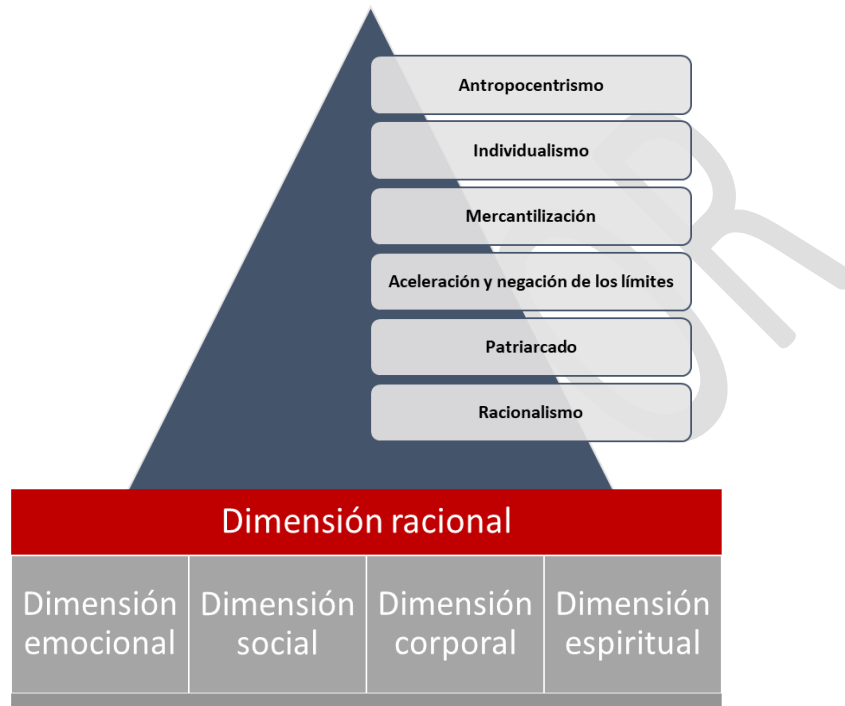 Antropocentrismo
Individualismo
Mercantilización
Aceleración y negación de los límites
Patriarcado
Racionalismo
Dimensión racional
Dimensión
emocional
Dimensión
social
Dimensión
corporal
Dimensión
espiritual
OR